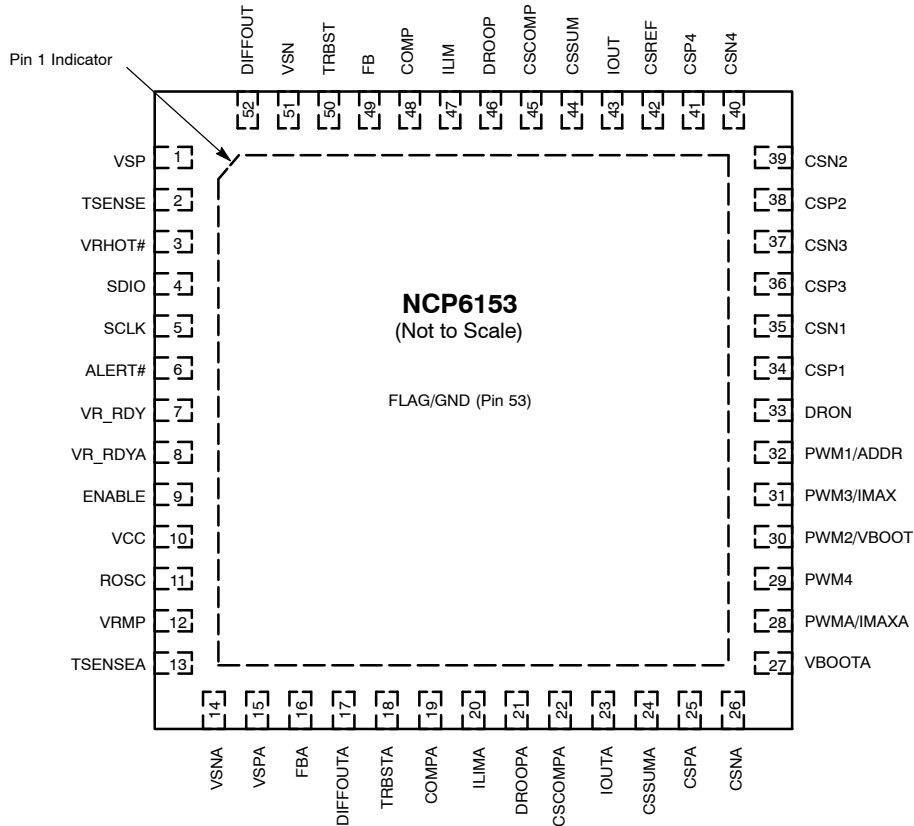 DIFFOUT
VSN
TRBST
FB
COMP
ILIM
DROOP
CSCOMP
CSSUM
IOUT
CSREF
CSP4
CSN4
Pin 1 Indicator
52
51
50
49
48
47
46
45
44
43
42
41
40
VSP 1
TSENSE 2
VRHOT# 3
SDIO 4
SCLK 5
ALERT# 6
VR_RDY 7
VR_RDYA 8
ENABLE 9
VCC 10
ROSC 11
VRMP 12
TSENSEA 13
NCP6153
(Not to Scale)
FLAG/GND (Pin 53)
39 CSN2
38 CSP2
37 CSN3
36 CSP3
35 CSN1
34 CSP1
33 DRON
32 PWM1/ADDR
31 PWM3/IMAX
30 PWM2/VBOOT
29 PWM4
28 PWMA/IMAXA
27 VBOOTA
14
15
16
17
18
19
20
21
22
23
24
25
26
VSNA
VSPA
FBA
DIFFOUTA
TRBSTA
COMPA
ILIMA
DROOPA
CSCOMPA
IOUTA
CSSUMA
CSPA
CSNA